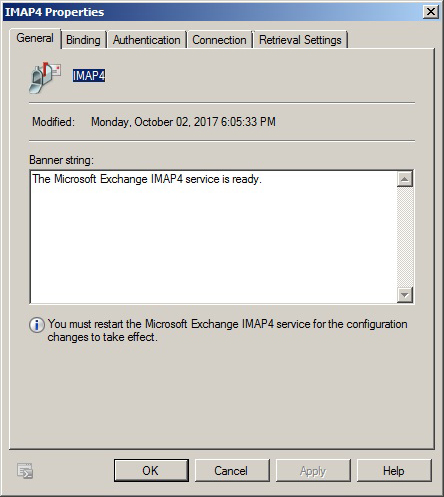 IMAP4 Properties
General Binding Authentication Connection Retrieval Settings
IMAP4
Modified: Monday, October 02, 2017 6:05:33 PM
Banner string:
The Microsoft Exchange IMAP4 service is ready.
You must restart the Microsoft Exchange IMAP4 service for the configuration
changes to take effect.
OK Cancel Apply Help